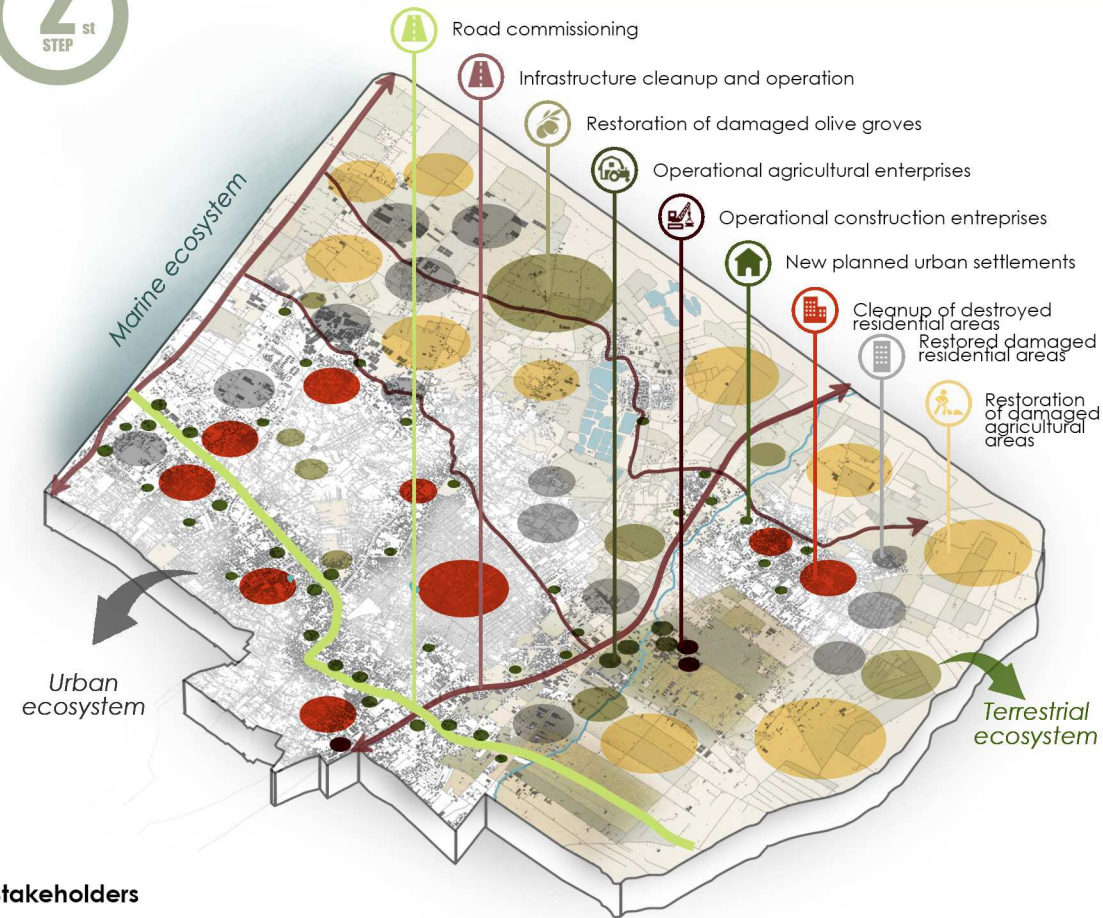 2 st
STEP
Road commissioning
Infrastructure cleanup and operation
Restoration of damaged olive groves
Operational agricultural enterprises
Operational construction entreprises
New planned urban settlements
Cleanup of destroyed
residential areas
Restored damaged
residential areas
Restoration
of damaged
agricultural
areas
Marine ecosystem
Urban
ecosystem
Terrestrial
ecosystem
takeholders